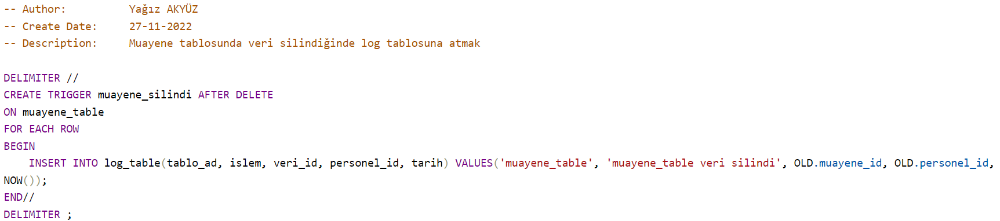 -- Author: Yağız AKYÜZ
-- Create Date: 27-11-2022
-- Description: Muayene tablosunda veri silindiğinde log tablosuna atmak
DELIMITER //
CREATE TRIGGER muayene_silindi AFTER DELETE
ON muayene_table
FOR EACH ROW
BEGIN
INSERT INTO log_table(tablo_ad, islem, veri_id, personel_id, tarih) VALUES('muayene_table', 'muayene_table veri silindi', OLD.muayene_id, OLD.personel_id,
NOW());
END//
DELIMITER ;